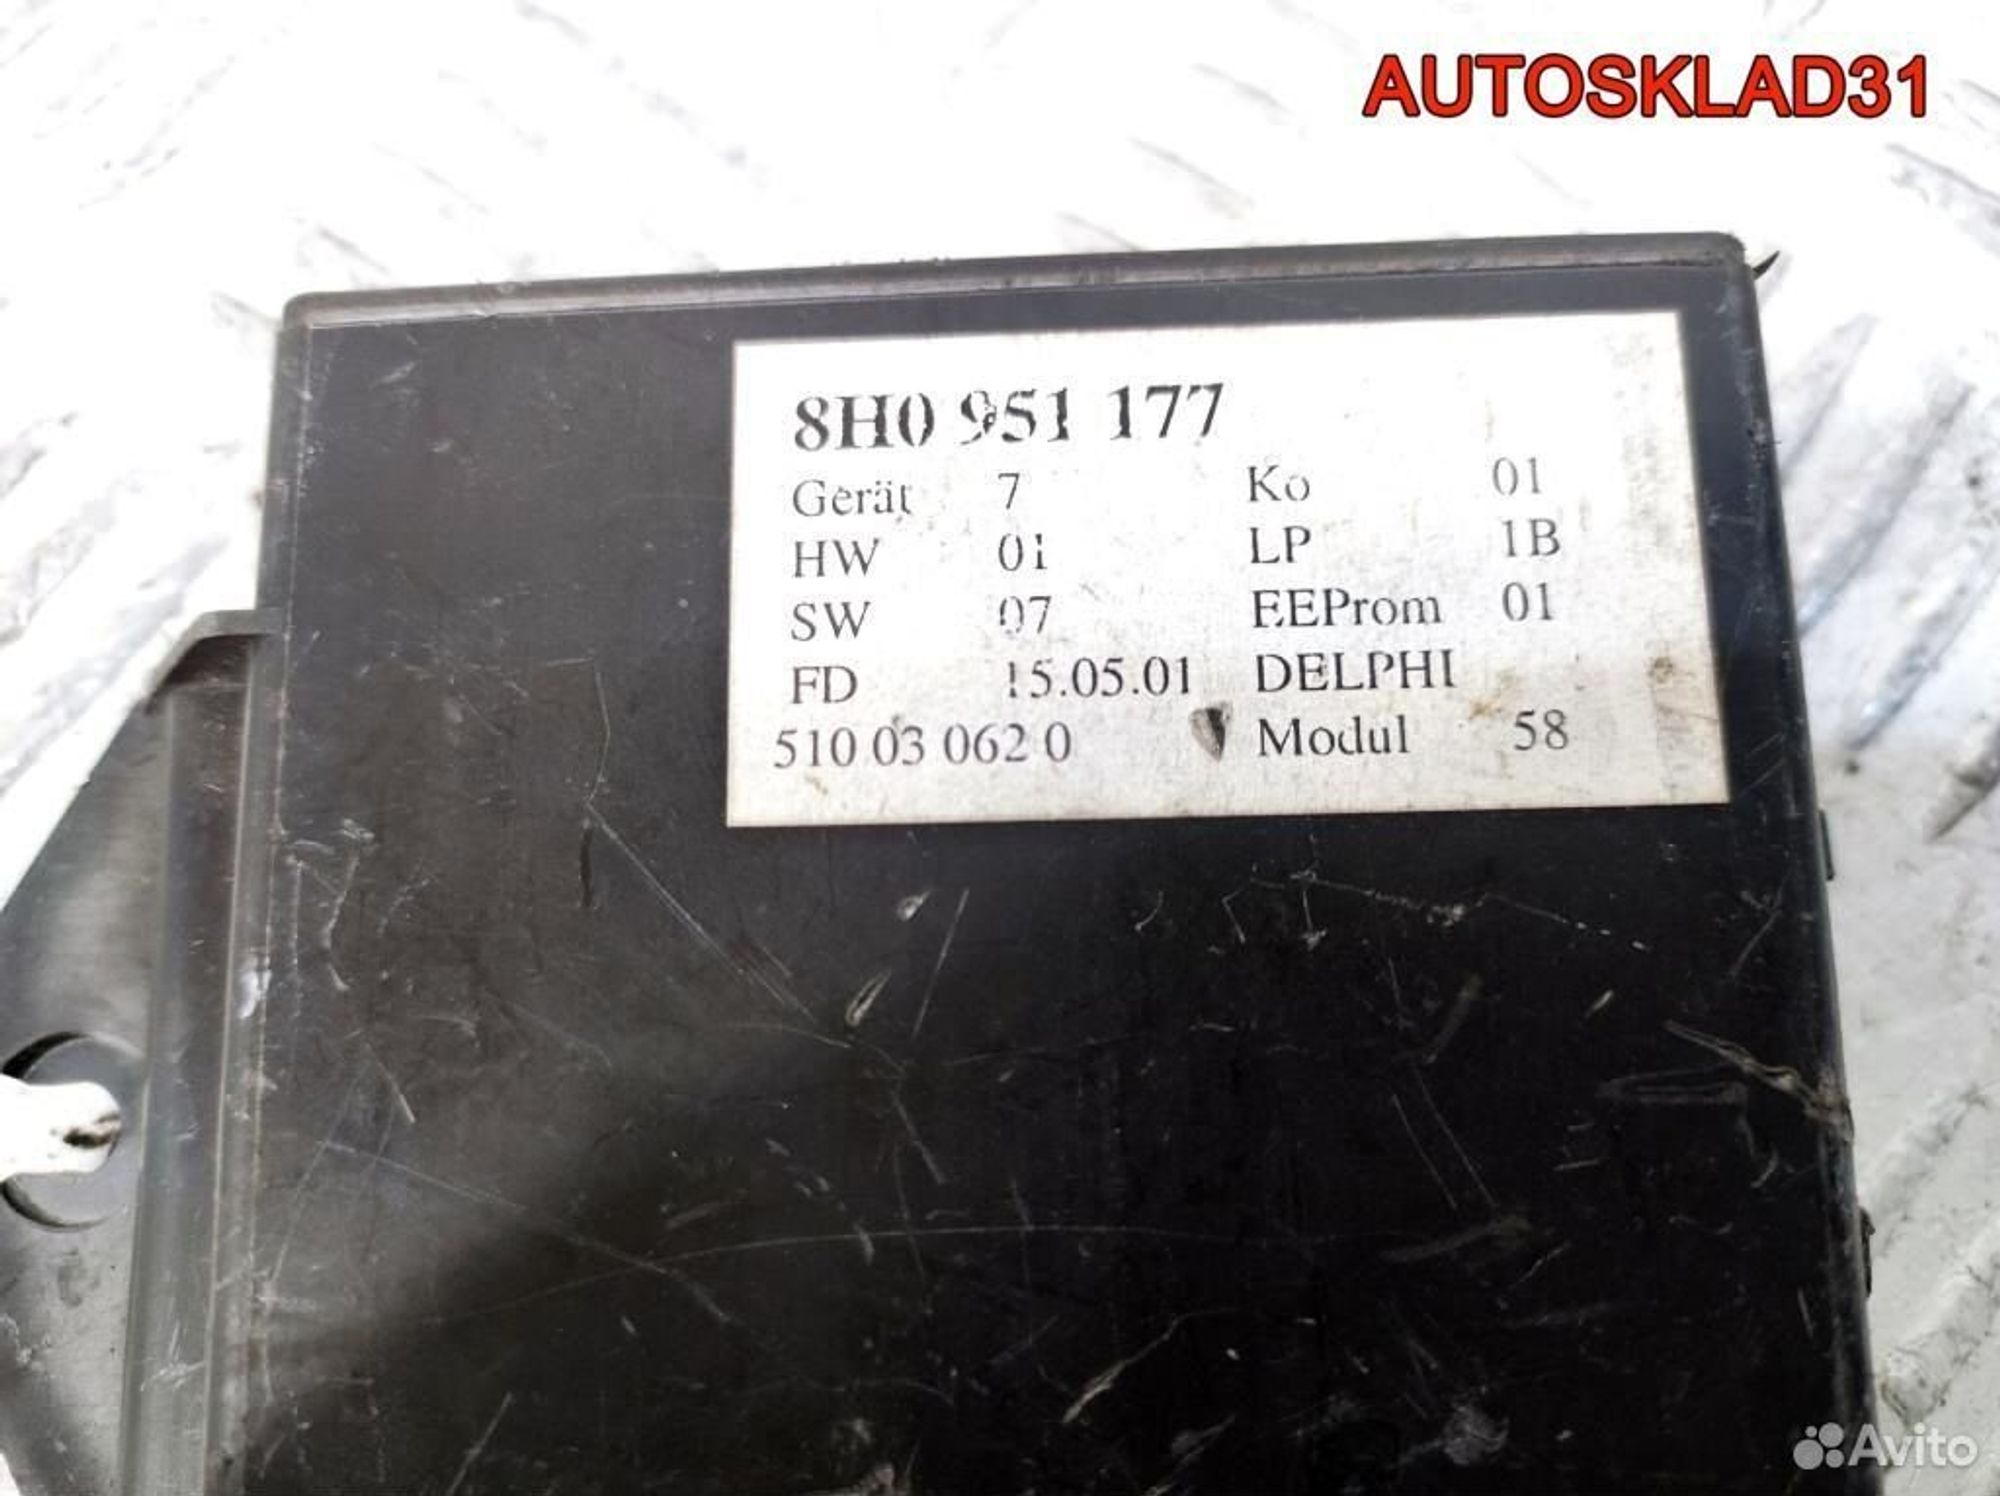 AUTOSKLAD31
8H0 951 177
Gerät 7 Ko 01
HW 01 LP 1B
SW 07 EEProm 01
FD 15.05.01 DELPHI
510 03 062 0 Modul 58
Avito